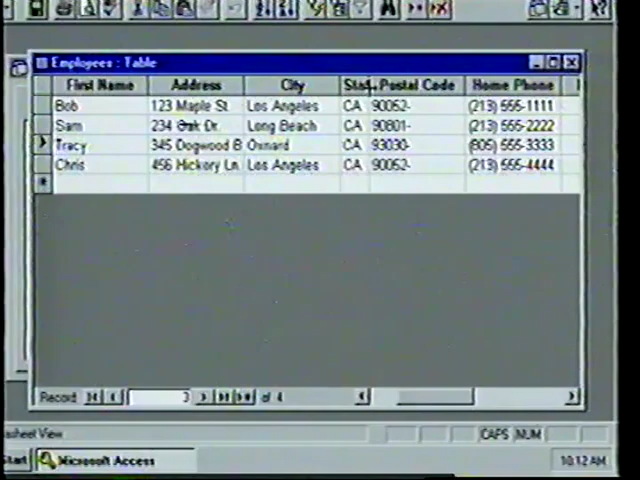 Employees : Table
First Name Address City Postal Code Home Phone
Bob 123 Maple St. Los Angeles CA 90052- (213) 555-1111
Sam 234 Oak Dr. Long Beach CA 90801- (213) 555-2222
Tracy 345 Dogwood B Oxnard CA 93030- (805) 555-3333
Chris 456 Hickory Ln. Los Angeles CA 90052- (213) 555-4444
Record: 3 of 4
asheet View CAPS NUM
Start Microsoft Access 10:12 AM